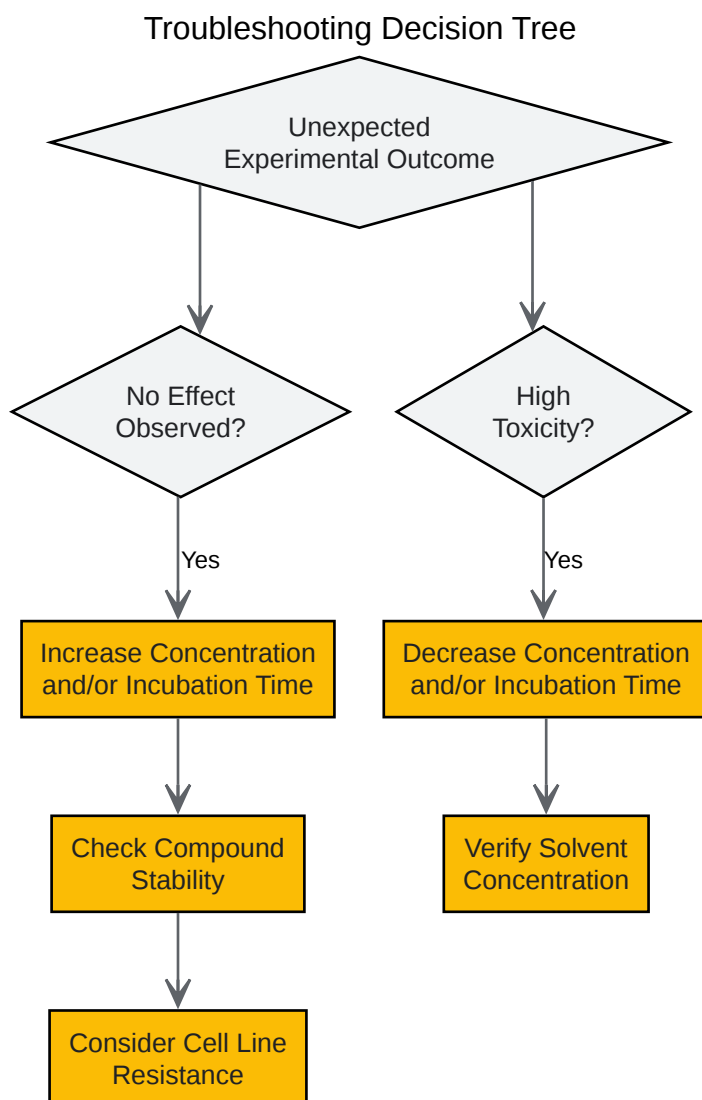 Troubleshooting Decision Tree
Unexpected
Experimental Outcome
No Effect
Observed?
High
Toxicity?
Yes
Yes
Increase Concentration
and/or Incubation Time
Decrease Concentration
and/or Incubation Time
Check Compound
Stability
Verify Solvent
Concentration
Consider Cell Line
Resistance